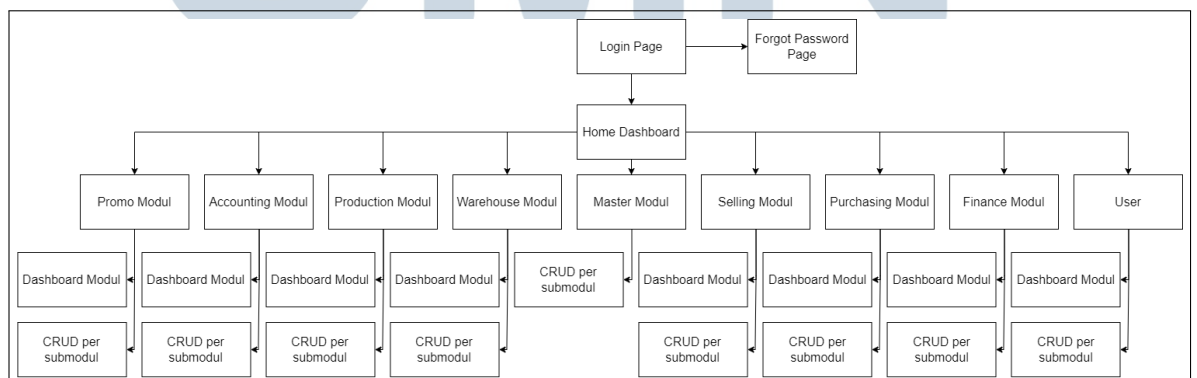 Login Page
Forgot Password
Page
Home Dashboard
Promo Modul
Accounting Modul
Production Modul
Warehouse Modul
Master Modul
Selling Modul
Purchasing Modul
Finance Modul
User
Dashboard Modul
Dashboard Modul
Dashboard Modul
Dashboard Modul
CRUD per
submodul
Dashboard Modul
Dashboard Modul
Dashboard Modul
Dashboard Modul
CRUD per
submodul
CRUD per
submodul
CRUD per
submodul
CRUD per
submodul
CRUD per
submodul
CRUD per
submodul
CRUD per
submodul
CRUD per
submodul